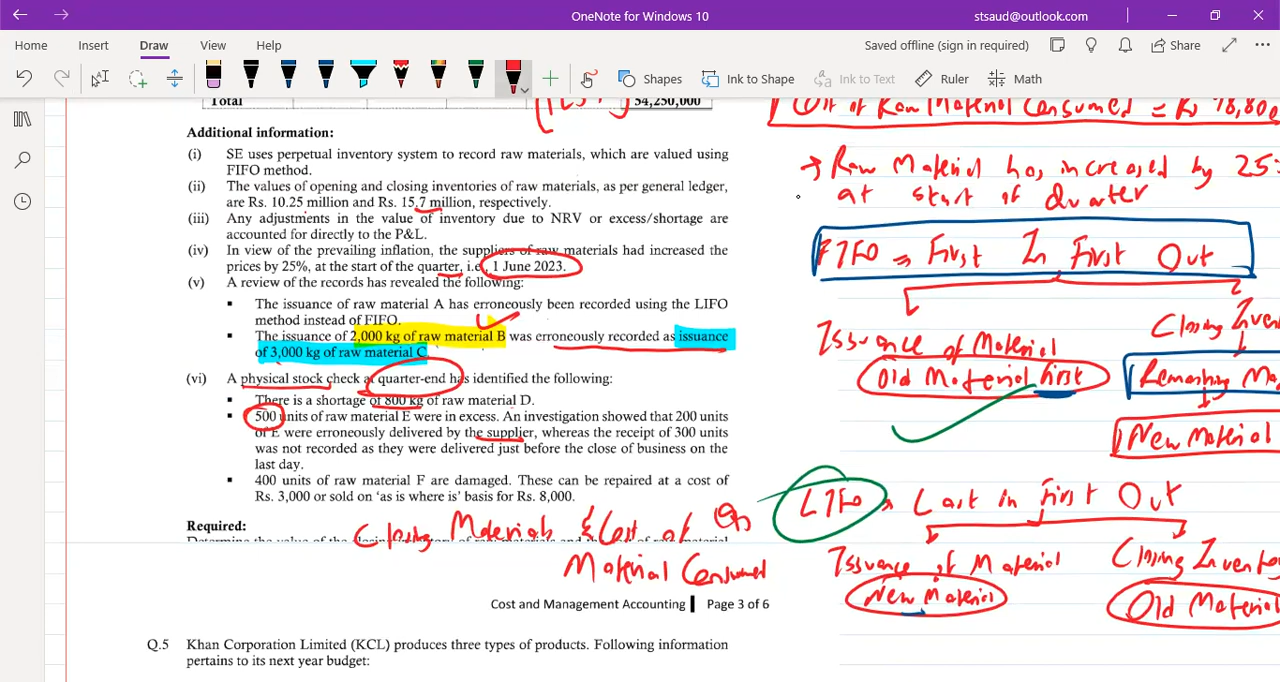 OneNote for Windows 10
stsaud@outlook.com
Home Insert Draw View Help
Saved offline (sign in required)
Share
Shapes
Ink to Shape
Ink to Text
Ruler
Math
Total 54,250,000
Additional information:
(i) SE uses perpetual inventory system to record raw materials, which are valued using
FIFO method.
(ii) The values of opening and closing inventories of raw materials, as per general ledger,
are Rs. 10.25 million and Rs. 15.7 million, respectively.
(iii) Any adjustments in the value of inventory due to NRV or excess/shortage are
accounted for directly to the P&L.
(iv) In view of the prevailing inflation, the suppliers of raw materials had increased the
prices by 25%, at the start of the quarter, i.e. 1 June 2023.
(v) A review of the records has revealed the following:
▪ The issuance of raw material A has erroneously been recorded using the LIFO
method instead of FIFO.
▪ The issuance of 2,000 kg of raw material B was erroneously recorded as issuance
of 3,000 kg of raw material C.
(vi) A physical stock check at quarter-end has identified the following:
▪ There is a shortage of 800 kg of raw material D.
▪ 500 units of raw material E were in excess. An investigation showed that 200 units
of E were erroneously delivered by the supplier, whereas the receipt of 300 units
was not recorded as they were delivered just before the close of business on the
last day.
▪ 400 units of raw material F are damaged. These can be repaired at a cost of
Rs. 3,000 or sold on 'as is where is' basis for Rs. 8,000.
Required:
Closing Materials & Cost of
Material Consumed
Cost and Management Accounting | Page 3 of 6
Q.5 Khan Corporation Limited (KCL) produces three types of products. Following information
pertains to its next year budget:
Cost of Raw Material Consumed = Rs
→ Raw Material has increased by 25
at start of Quarter
FIFO = First In First Out
Issuance of Material
Old Material First
Closing Inven
Remaining Ma
New Material
LIFO = Last in First Out
Issuance of Material
New Material
Closing Invento
Old Material